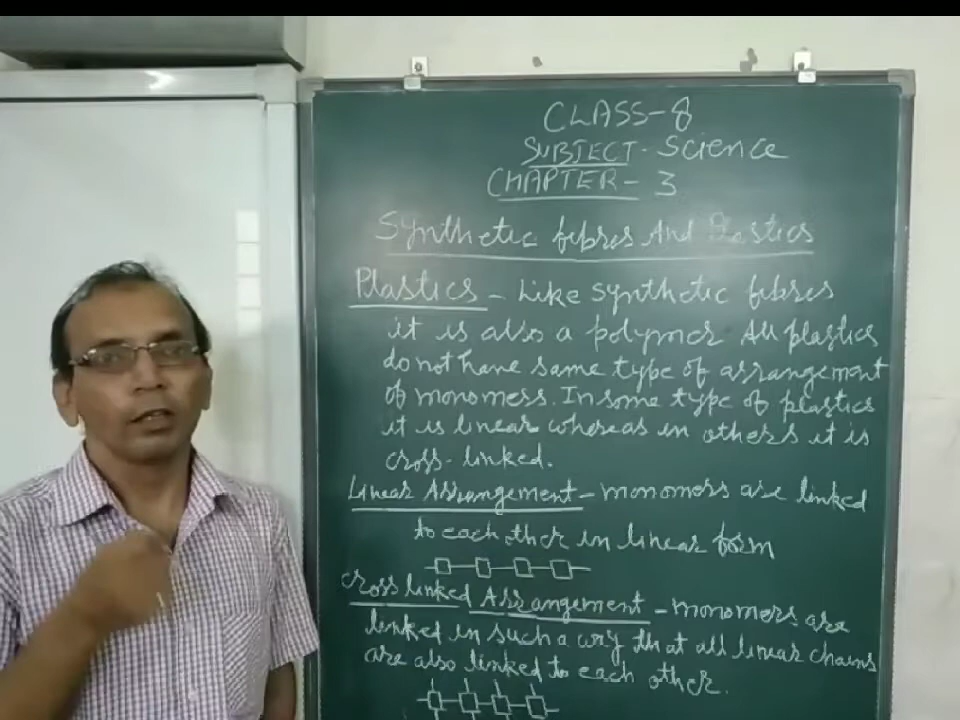 CLASS-8
SUBJECT - Science
CHAPTER - 3
Synthetic fibres And Plastics
Plastics - Like synthetic fibres
it is also a polymer All plastics
do not have same type of arrangement
of monomers. In some type of plastics
it is linear whereas in others it is
cross-linked.
Linear Arrangement - monomers are linked
to each other in linear form
cross linked Arrangement - monomers are
linked in such a way that all linear chains
are also linked to each other.